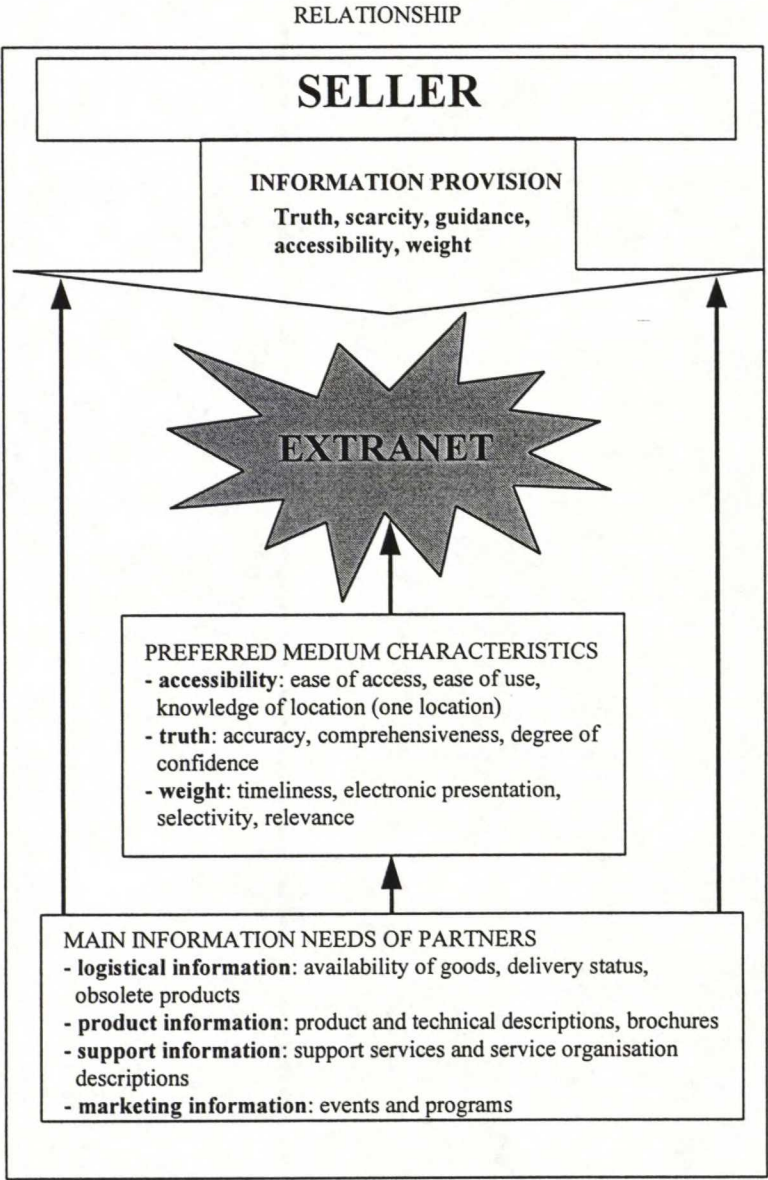 RELATIONSHIP
SELLER
INFORMATION PROVISION
Truth, scarcity, guidance,
accessibility, weight
EXTRANET
PREFERRED MEDIUM CHARACTERISTICS
- accessibility: ease of access, ease of use,
knowledge of location (one location)
- truth: accuracy, comprehensiveness, degree of
confidence
- weight: timeliness, electronic presentation,
selectivity, relevance
MAIN INFORMATION NEEDS OF PARTNERS
- logistical information: availability of goods, delivery status,
obsolete products
- product information: product and technical descriptions, brochures
- support information: support services and service organisation
descriptions
- marketing information: events and programs